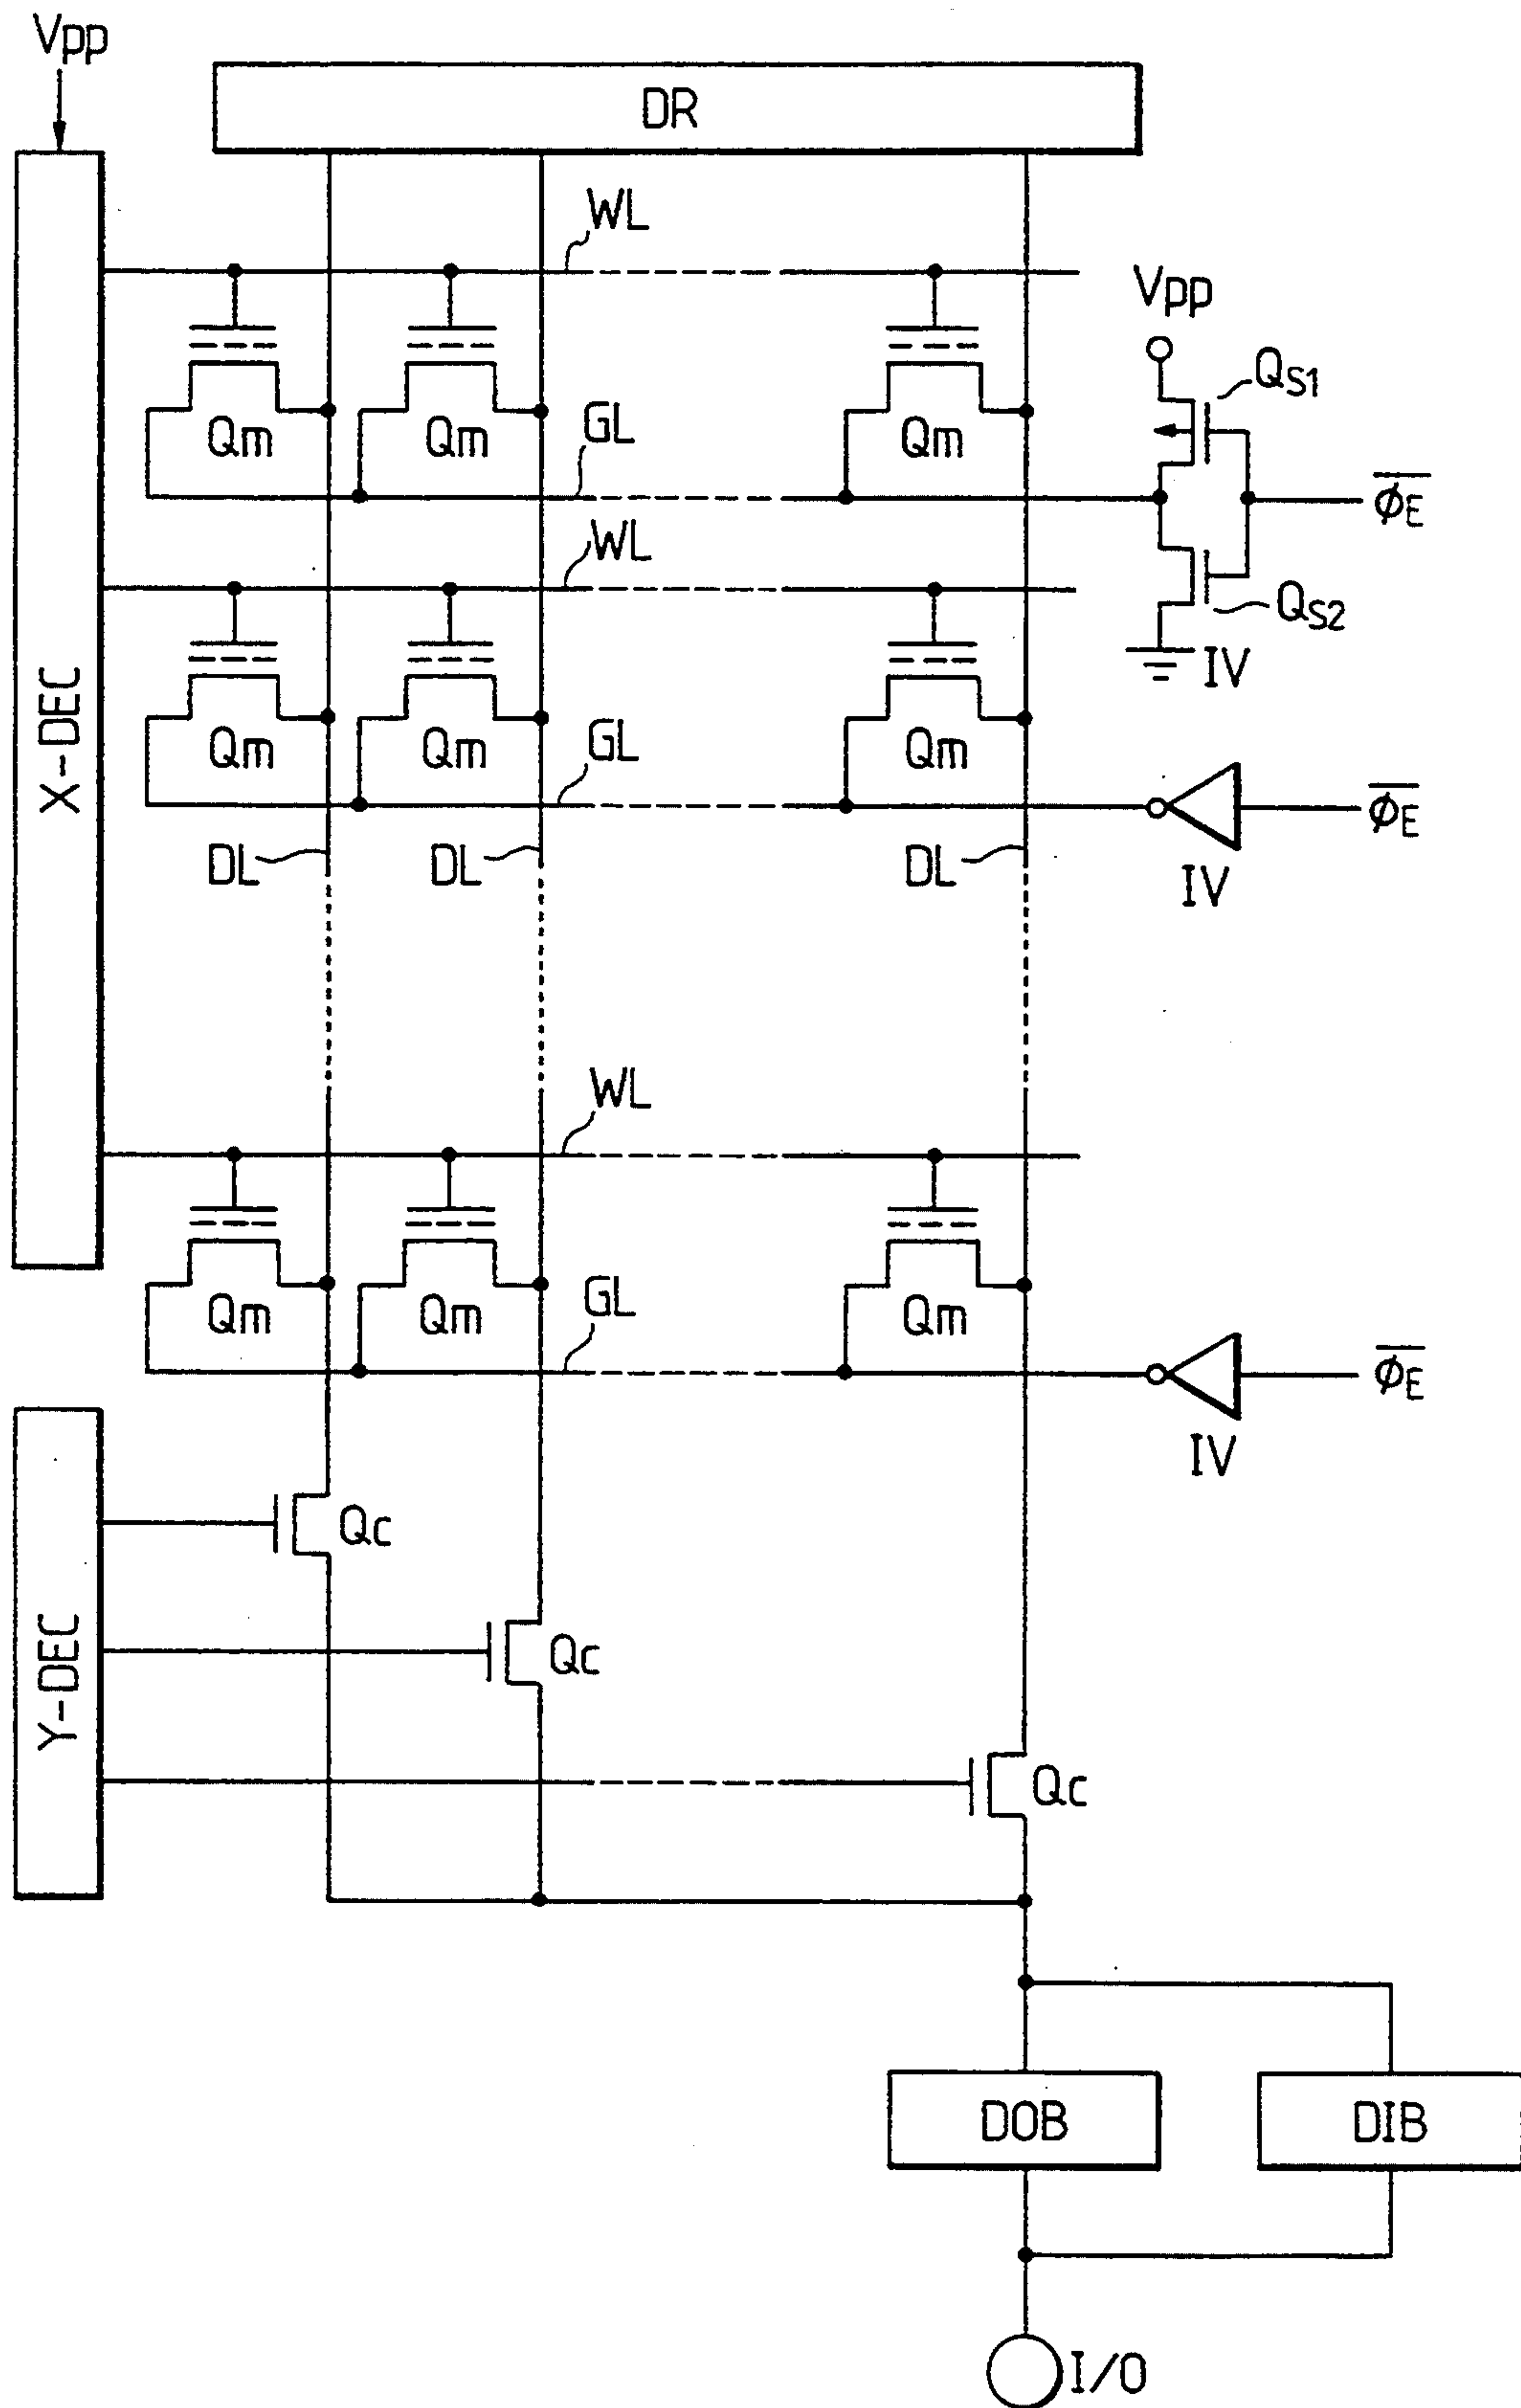 Vpp
DR
WL
Vpp
QS1
Qm Qm GL Qm
φE
WL
QS2
IV
X-DEC
Qm Qm GL Qm
φE
DL DL DL
IV
WL
Qm Qm GL Qm
φE
IV
Qc
Y-DEC
Qc
Qc
DOB DIB
I/O